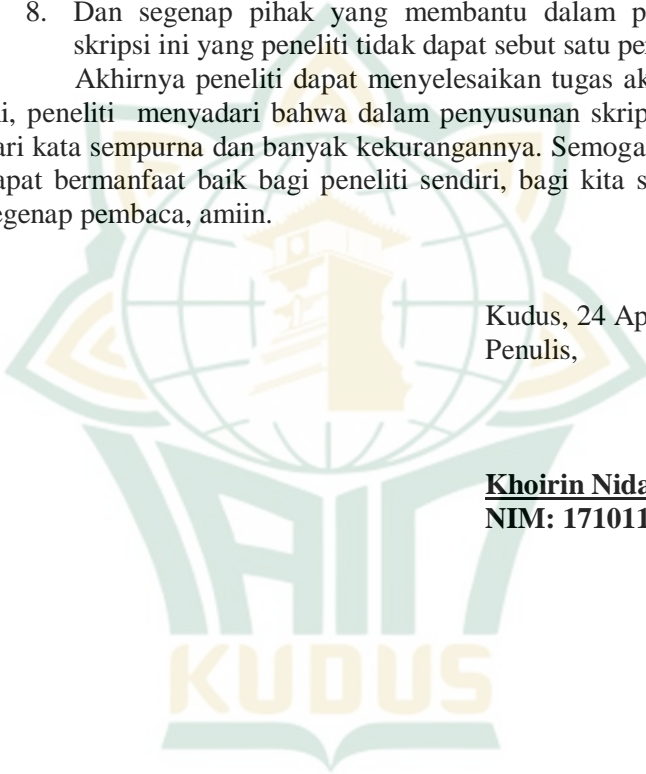 8. Dan segenap pihak yang membantu dalam p
skripsi ini yang peneliti tidak dapat sebut satu pe
Akhirnya peneliti dapat menyelesaikan tugas ak
i, peneliti menyadari bahwa dalam penyusunan skrip
ari kata sempurna dan banyak kekurangannya. Semoga
apat bermanfaat baik bagi peneliti sendiri, bagi kita s
egenap pembaca, amiin.
Kudus, 24 Ap
Penulis,
Khoirin Nida
NIM: 171011
IAIN
KUDUS